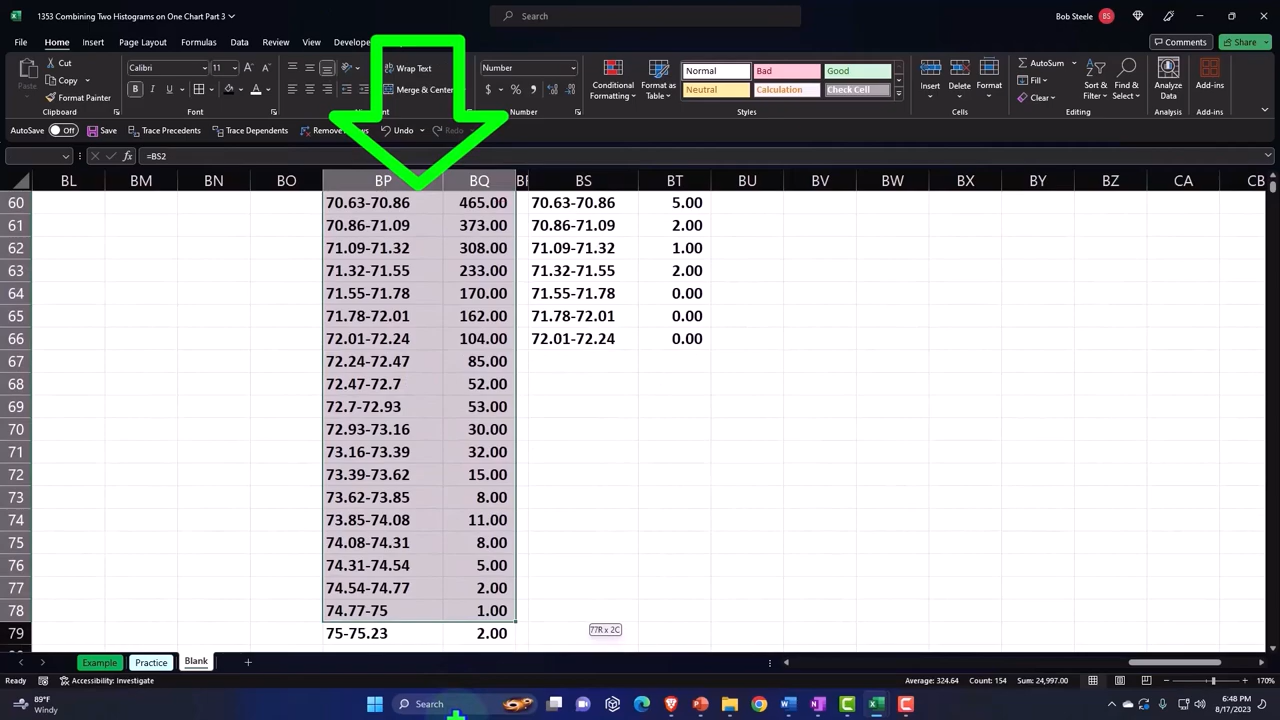 1353 Combining Two Histograms on One Chart Part 3
Search
Bob Steele BS
File Home Insert Page Layout Formulas Data Review View Develope
Comments Share
Cut
Copy
Format Painter
Clipboard
Calibri 11
B I U
Font
Wrap Text
Merge & Center
Alignment
Number
$ % 9
Number
Conditional Formatting
Format as Table
Normal Bad Good
Neutral Calculation Check Cell
Styles
Insert Delete Format
Cells
AutoSum
Fill
Clear
Sort & Filter
Find & Select
Editing
Analyze Data
Analysis
Add-ins
Add-ins
AutoSave Off Save Trace Precedents Trace Dependents Undo Redo
fx =BS2
BL BM BN BO BP BQ BS BT BU BV BW BX BY BZ CA CB
60 70.63-70.86 465.00 70.63-70.86 5.00
61 70.86-71.09 373.00 70.86-71.09 2.00
62 71.09-71.32 308.00 71.09-71.32 1.00
63 71.32-71.55 233.00 71.32-71.55 2.00
64 71.55-71.78 170.00 71.55-71.78 0.00
65 71.78-72.01 162.00 71.78-72.01 0.00
66 72.01-72.24 104.00 72.01-72.24 0.00
67 72.24-72.47 85.00
68 72.47-72.7 52.00
69 72.7-72.93 53.00
70 72.93-73.16 30.00
71 73.16-73.39 32.00
72 73.39-73.62 15.00
73 73.62-73.85 8.00
74 73.85-74.08 11.00
75 74.08-74.31 8.00
76 74.31-74.54 5.00
77 74.54-74.77 2.00
78 74.77-75 1.00
79 75-75.23 2.00
77R x 2C
Example Practice Blank
Ready Accessibility: Investigate Average: 324.64 Count: 154 Sum: 24,997.00 170%
89°F
Windy
Search
6:48 PM
8/17/2023